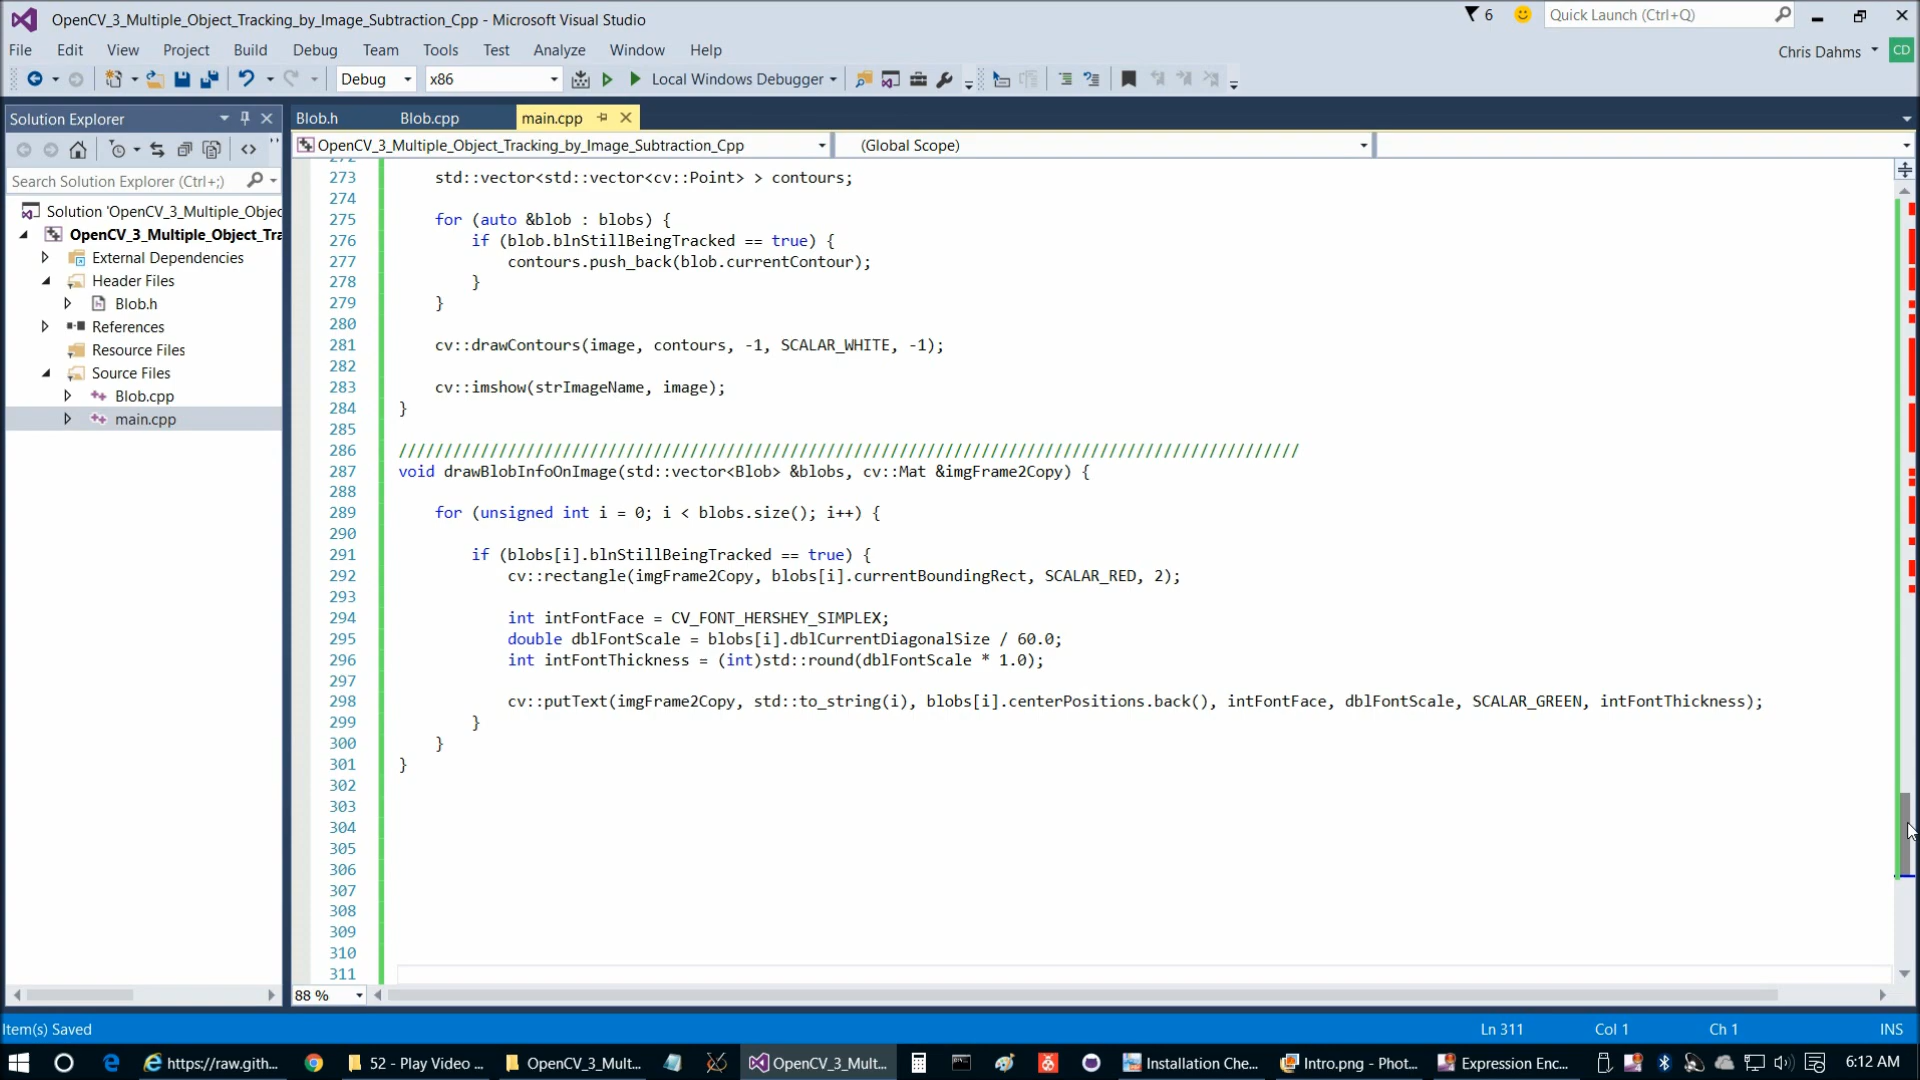 OpenCV_3_Multiple_Object_Tracking_by_Image_Subtraction_Cpp - Microsoft Visual Studio
6
Quick Launch (Ctrl+Q)
File Edit View Project Build Debug Team Tools Test Analyze Window Help
Chris Dahms CD
Debug x86 Local Windows Debugger
Solution Explorer
Blob.h Blob.cpp main.cpp
OpenCV_3_Multiple_Object_Tracking_by_Image_Subtraction_Cpp (Global Scope)
Search Solution Explorer (Ctrl+;)
Solution 'OpenCV_3_Multiple_Objec
OpenCV_3_Multiple_Object_Tra
External Dependencies
Header Files
Blob.h
References
Resource Files
Source Files
Blob.cpp
main.cpp
272
273 std::vector<std::vector<cv::Point> > contours;
274
275 for (auto &blob : blobs) {
276 if (blob.blnStillBeingTracked == true) {
277 contours.push_back(blob.currentContour);
278 }
279 }
280
281 cv::drawContours(image, contours, -1, SCALAR_WHITE, -1);
282
283 cv::imshow(strImageName, image);
284 }
285
286 ///////////////////////////////////////////////////////////////////////////////////////////////////
287 void drawBlobInfoOnImage(std::vector<Blob> &blobs, cv::Mat &imgFrame2Copy) {
288
289 for (unsigned int i = 0; i < blobs.size(); i++) {
290
291 if (blobs[i].blnStillBeingTracked == true) {
292 cv::rectangle(imgFrame2Copy, blobs[i].currentBoundingRect, SCALAR_RED, 2);
293
294 int intFontFace = CV_FONT_HERSHEY_SIMPLEX;
295 double dblFontScale = blobs[i].dblCurrentDiagonalSize / 60.0;
296 int intFontThickness = (int)std::round(dblFontScale * 1.0);
297
298 cv::putText(imgFrame2Copy, std::to_string(i), blobs[i].centerPositions.back(), intFontFace, dblFontScale, SCALAR_GREEN, intFontThickness);
299 }
300 }
301 }
302
303
304
305
306
307
308
309
310
311
88 %
Item(s) Saved Ln 311 Col 1 Ch 1 INS
https://raw.gith... 52 - Play Video ... OpenCV_3_Mult... OpenCV_3_Mult... Installation Che... Intro.png - Phot... Expression Enc... 6:12 AM